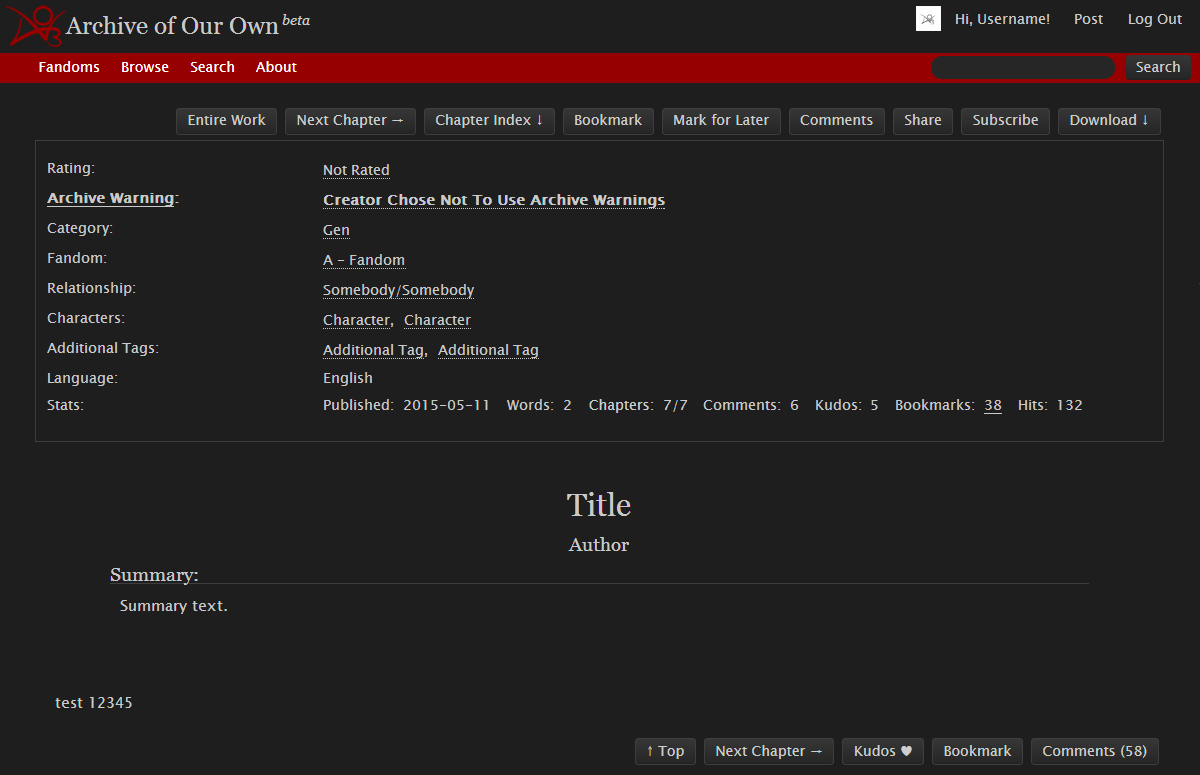 Archive of Our Own beta
Hi, Username! Post Log Out
Fandoms Browse Search About Search
Entire Work Next Chapter → Chapter Index ↓ Bookmark Mark for Later Comments Share Subscribe Download ↓
Rating: Not Rated
Archive Warning: Creator Chose Not To Use Archive Warnings
Category: Gen
Fandom: A - Fandom
Relationship: Somebody/Somebody
Characters: Character, Character
Additional Tags: Additional Tag, Additional Tag
Language: English
Stats: Published: 2015-05-11 Words: 2 Chapters: 7/7 Comments: 6 Kudos: 5 Bookmarks: 38 Hits: 132
Title
Author
Summary:
Summary text.
test 12345
↑ Top Next Chapter → Kudos ♥ Bookmark Comments (58)